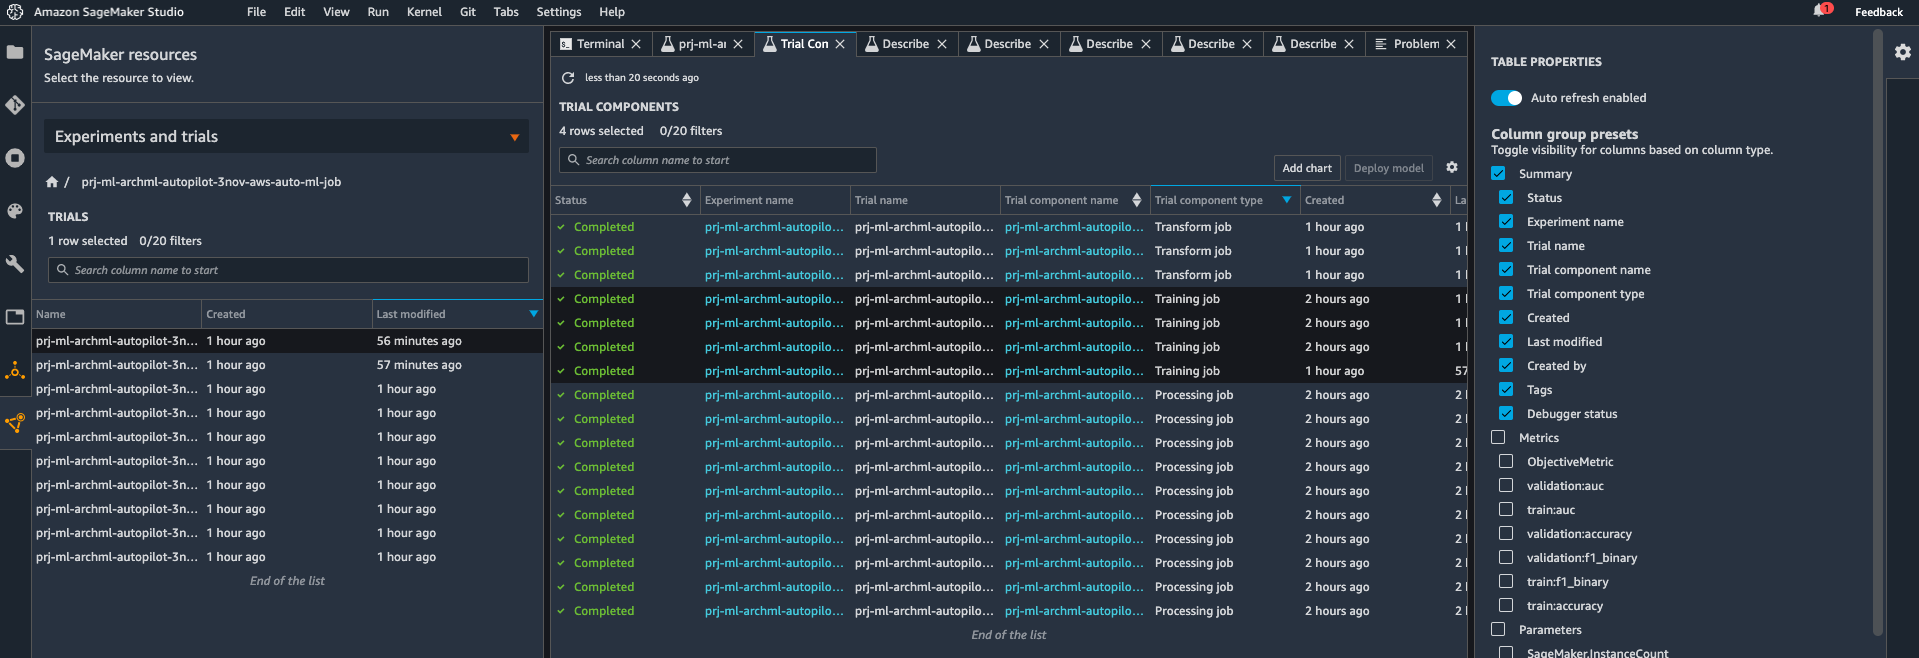 Amazon SageMaker Studio File Edit View Run Kernel Git Tabs Settings Help 1 Feedback
SageMaker resources
Select the resource to view.
Experiments and trials
/ prj-ml-archml-autopilot-3nov-aws-auto-ml-job
TRIALS
1 row selected 0/20 filters
Search column name to start
Name Created Last modified
prj-ml-archml-autopilot-3n... 1 hour ago 56 minutes ago
prj-ml-archml-autopilot-3n... 1 hour ago 57 minutes ago
prj-ml-archml-autopilot-3n... 1 hour ago 1 hour ago
prj-ml-archml-autopilot-3n... 1 hour ago 1 hour ago
prj-ml-archml-autopilot-3n... 1 hour ago 1 hour ago
prj-ml-archml-autopilot-3n... 1 hour ago 1 hour ago
prj-ml-archml-autopilot-3n... 1 hour ago 1 hour ago
prj-ml-archml-autopilot-3n... 1 hour ago 1 hour ago
prj-ml-archml-autopilot-3n... 1 hour ago 1 hour ago
prj-ml-archml-autopilot-3n... 1 hour ago 1 hour ago
End of the list
Terminal prj-ml-ar Trial Con Describe Describe Describe Describe Describe Problem
less than 20 seconds ago
TRIAL COMPONENTS
4 rows selected 0/20 filters
Search column name to start
Add chart Deploy model
Status Experiment name Trial name Trial component name Trial component type Created La
Completed prj-ml-archml-autopilo... prj-ml-archml-autopilo... prj-ml-archml-autopilo... Transform job 1 hour ago 1
Completed prj-ml-archml-autopilo... prj-ml-archml-autopilo... prj-ml-archml-autopilo... Transform job 1 hour ago 1
Completed prj-ml-archml-autopilo... prj-ml-archml-autopilo... prj-ml-archml-autopilo... Transform job 1 hour ago 1
Completed prj-ml-archml-autopilo... prj-ml-archml-autopilo... prj-ml-archml-autopilo... Training job 2 hours ago 1
Completed prj-ml-archml-autopilo... prj-ml-archml-autopilo... prj-ml-archml-autopilo... Training job 2 hours ago 1
Completed prj-ml-archml-autopilo... prj-ml-archml-autopilo... prj-ml-archml-autopilo... Training job 2 hours ago 1
Completed prj-ml-archml-autopilo... prj-ml-archml-autopilo... prj-ml-archml-autopilo... Training job 1 hour ago 57
Completed prj-ml-archml-autopilo... prj-ml-archml-autopilo... prj-ml-archml-autopilo... Processing job 2 hours ago 2
Completed prj-ml-archml-autopilo... prj-ml-archml-autopilo... prj-ml-archml-autopilo... Processing job 2 hours ago 2
Completed prj-ml-archml-autopilo... prj-ml-archml-autopilo... prj-ml-archml-autopilo... Processing job 2 hours ago 2
Completed prj-ml-archml-autopilo... prj-ml-archml-autopilo... prj-ml-archml-autopilo... Processing job 2 hours ago 2
Completed prj-ml-archml-autopilo... prj-ml-archml-autopilo... prj-ml-archml-autopilo... Processing job 2 hours ago 2
Completed prj-ml-archml-autopilo... prj-ml-archml-autopilo... prj-ml-archml-autopilo... Processing job 2 hours ago 2
Completed prj-ml-archml-autopilo... prj-ml-archml-autopilo... prj-ml-archml-autopilo... Processing job 2 hours ago 2
Completed prj-ml-archml-autopilo... prj-ml-archml-autopilo... prj-ml-archml-autopilo... Processing job 2 hours ago 2
Completed prj-ml-archml-autopilo... prj-ml-archml-autopilo... prj-ml-archml-autopilo... Processing job 2 hours ago 2
Completed prj-ml-archml-autopilo... prj-ml-archml-autopilo... prj-ml-archml-autopilo... Processing job 2 hours ago 2
End of the list
TABLE PROPERTIES
Auto refresh enabled
Column group presets
Toggle visibility for columns based on column type.
Summary
Status
Experiment name
Trial name
Trial component name
Trial component type
Created
Last modified
Created by
Tags
Debugger status
Metrics
ObjectiveMetric
validation:auc
train:auc
validation:accuracy
validation:f1_binary
train:f1_binary
train:accuracy
Parameters
SageMaker.InstanceCount